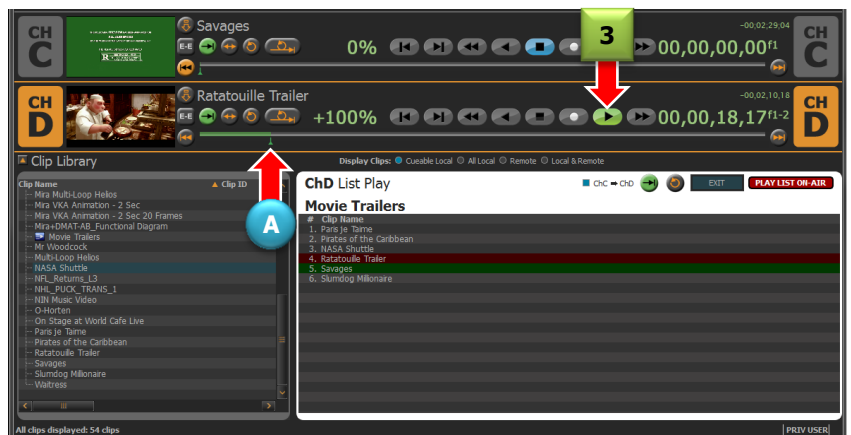 CH C
Savages
-00;02;29;04
CH C
E-E
0%
00,00,00,00f1
3
CH D
Ratatouille Trailer
-00,02,10,18
CH D
E-E
+100%
00,00,18,17f1-2
Clip Library
Display Clips: Cueable Local All Local Remote Local & Remote
Clip Name Clip ID
Mira Multi-Loop Helios
Mira VKA Animation - 2 Sec
Mira VKA Animation - 2 Sec 20 Frames
Mira+DMAT-AB_Functional Diagram
Movie Trailers
Mr Woodcock
Multi-Loop Helios
NASA Shuttle
NFL_Returns_L3
NHL_PUCK_TRANS_1
NIN Music Video
O-Horten
On Stage at World Cafe Live
Paris Je Taime
Pirates of the Caribbean
Ratatouille Trailer
Savages
Slumdog Millionaire
Waitress
A
ChD List Play
ChC ➡ ChD
EXIT
PLAY LIST ON-AIR
Movie Trailers
# Clip Name
1. Paris Je Taime
2. Pirates of the Caribbean
3. NASA Shuttle
4. Ratatouille Trailer
5. Savages
6. Slumdog Millionaire
All clips displayed: 54 clips
PRIV USER